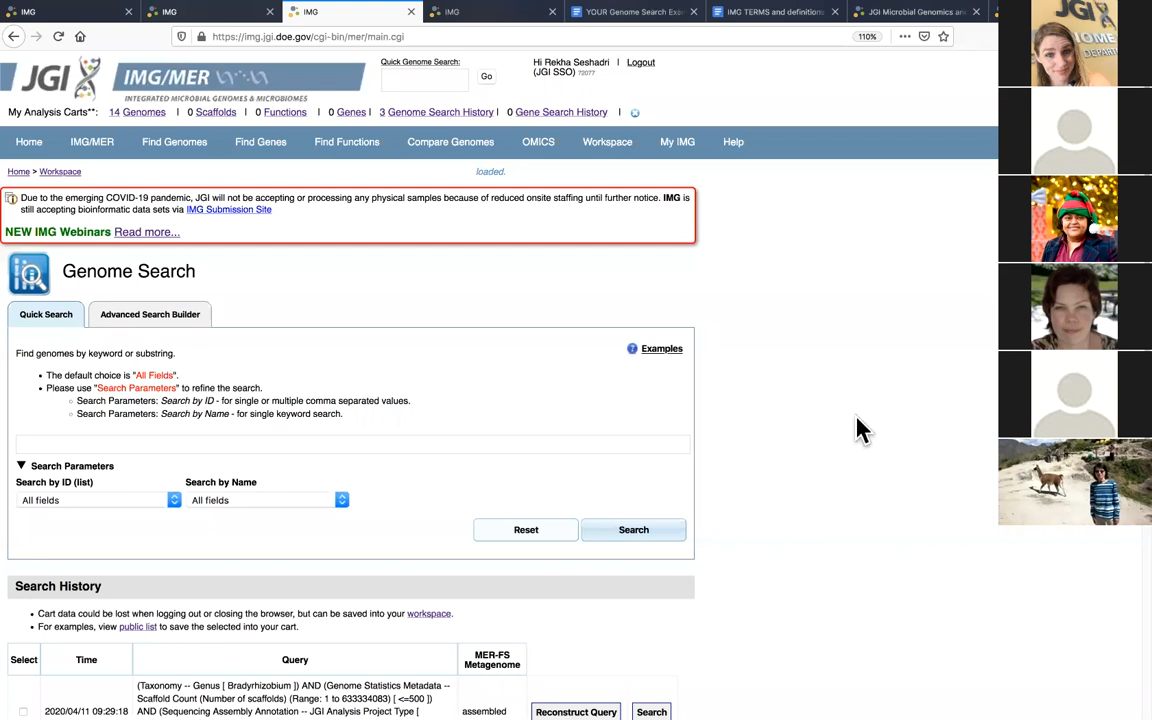 IMG
IMG
IMG
IMG
YOUR Genome Search Exa
IMG TERMS and definition
JGI Microbial Genomics an
https://img.jgi.doe.gov/cgi-bin/mer/main.cgi
110%
JGI
IMG/MER
INTEGRATED MICROBIAL GENOMES & MICROBIOMES
Quick Genome Search:
Go
Hi Rekha Seshadri | Logout
(JGI SSO) 72077
My Analysis Carts**: 14 Genomes | 0 Scaffolds | 0 Functions | 0 Genes | 3 Genome Search History | 0 Gene Search History |
Home IMG/MER Find Genomes Find Genes Find Functions Compare Genomes OMICS Workspace My IMG Help
Home > Workspace
loaded.
Due to the emerging COVID-19 pandemic, JGI will not be accepting or processing any physical samples because of reduced onsite staffing until further notice. IMG is
still accepting bioinformatic data sets via IMG Submission Site
NEW IMG Webinars Read more...
Genome Search
Quick Search
Advanced Search Builder
Find genomes by keyword or substring.
Examples
The default choice is "All Fields".
Please use "Search Parameters" to refine the search.
Search Parameters: Search by ID - for single or multiple comma separated values.
Search Parameters: Search by Name - for single keyword search.
Search Parameters
Search by ID (list) Search by Name
All fields All fields
Reset Search
Search History
Cart data could be lost when logging out or closing the browser, but can be saved into your workspace.
For examples, view public list to save the selected into your cart.
Select Time Query MER-FS
Metagenome
(Taxonomy -- Genus [ Bradyrhizobium ]) AND (Genome Statistics Metadata --
Scaffold Count (Number of scaffolds) (Range: 1 to 633334083) [ <=500 ]
2020/04/11 09:29:18 AND (Sequencing Assembly Annotation -- JGI Analysis Project Type [ assembled Reconstruct Query Search
JGI